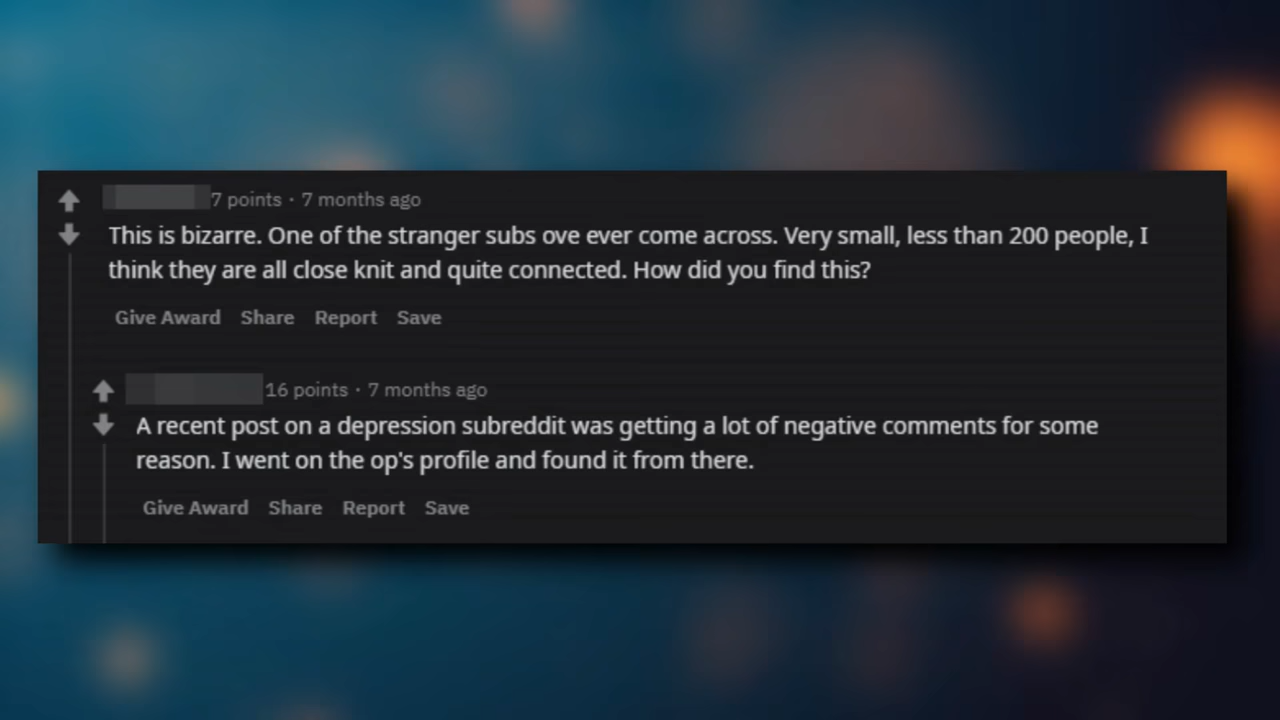 7 points · 7 months ago
This is bizarre. One of the stranger subs ove ever come across. Very small, less than 200 people, I
think they are all close knit and quite connected. How did you find this?
Give Award Share Report Save
16 points · 7 months ago
A recent post on a depression subreddit was getting a lot of negative comments for some
reason. I went on the op's profile and found it from there.
Give Award Share Report Save